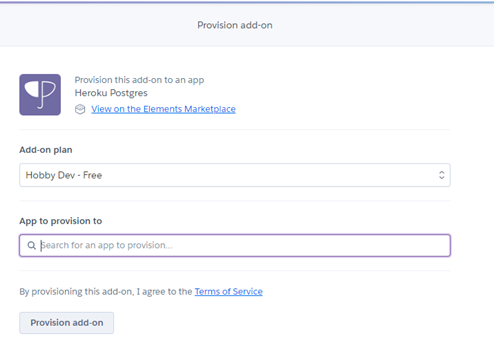 Provision add-on
Provision this add-on to an app
Heroku Postgres
View on the Elements Marketplace
Add-on plan
Hobby Dev - Free
App to provision to
Search for an app to provision...
By provisioning this add-on, I agree to the Terms of Service
Provision add-on